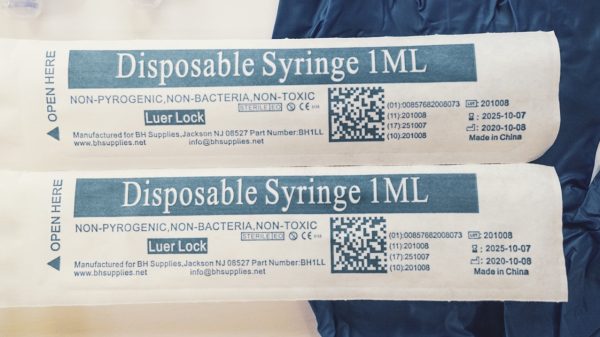 OPEN HERE
Disposable Syringe 1ML
NON-PYROGENIC,NON-BACTERIA,NON-TOXIC
STERILE EO
Luer Lock
Manufactured for BH Supplies,Jackson NJ 08527 Part Number:BH1LL
www.bhsupplies.net info@bhsupplies.net
(01):00857682008073 LOT: 201008
(11):201008 : 2025-10-07
(17):251007 : 2020-10-08
(10):201008 Made in China
OPEN HERE
Disposable Syringe 1ML
NON-PYROGENIC,NON-BACTERIA,NON-TOXIC
STERILE EO
Luer Lock
Manufactured for BH Supplies,Jackson NJ 08527 Part Number:BH1LL
www.bhsupplies.net info@bhsupplies.net
(01):00857682008073 LOT: 201008
(11):201008 : 2025-10-07
(17):251007 : 2020-10-08
(10):201008 Made in China